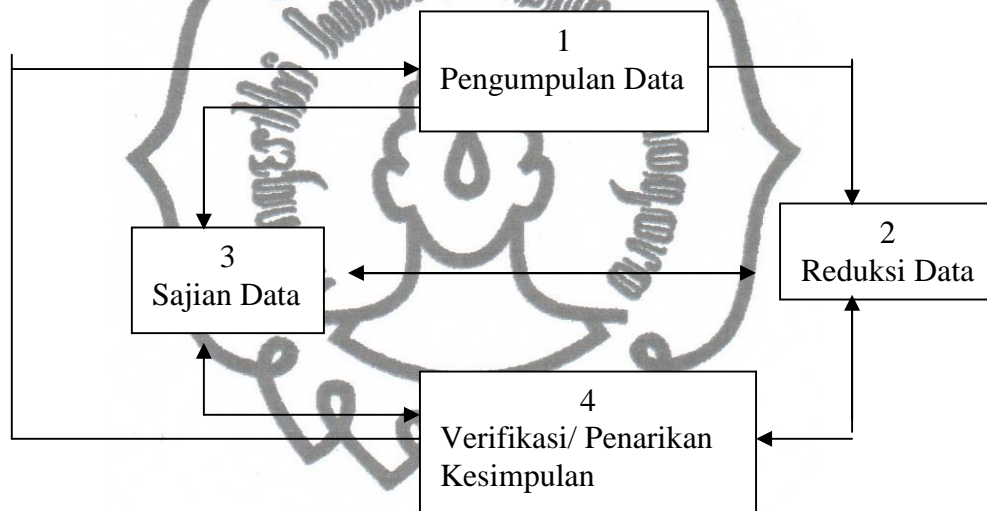 1
Pengumpulan Data
2
Reduksi Data
3
Sajian Data
4
Verifikasi/ Penarikan
Kesimpulan